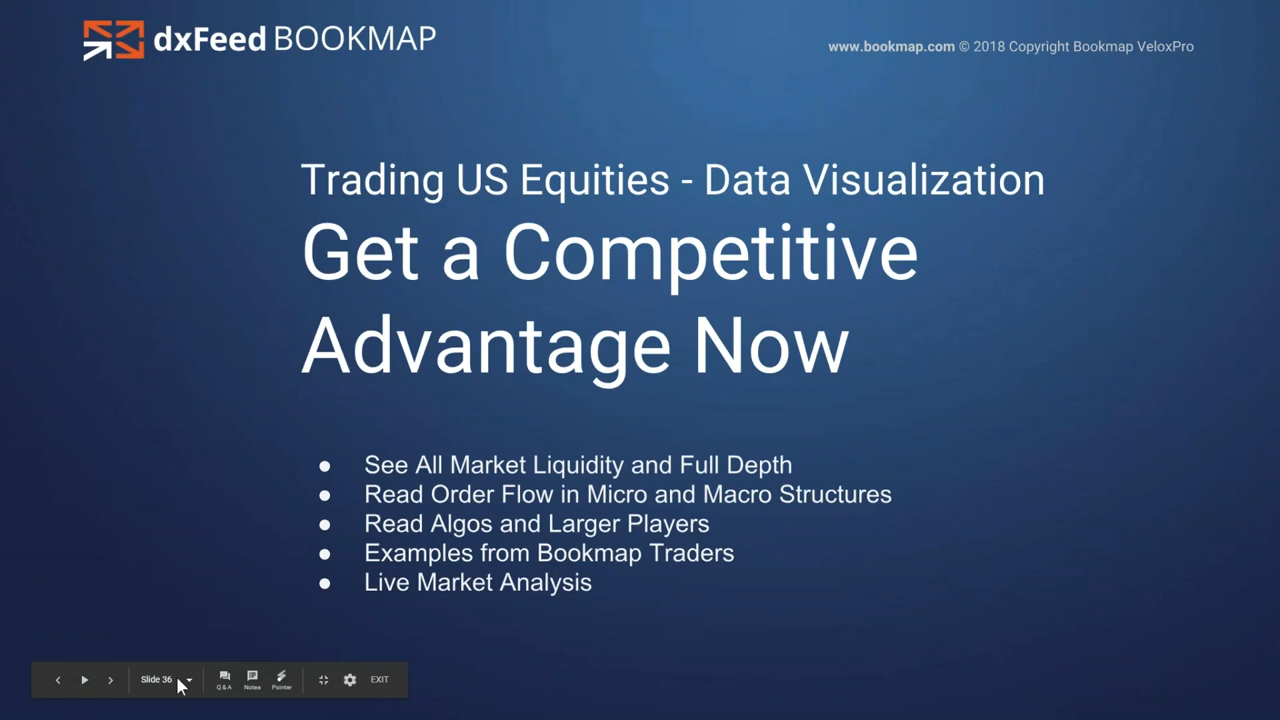 dxFeed BOOKMAP
www.bookmap.com © 2018 Copyright Bookmap VeloxPro
Trading US Equities - Data Visualization
Get a Competitive
Advantage Now
● See All Market Liquidity and Full Depth
● Read Order Flow in Micro and Macro Structures
● Read Algos and Larger Players
● Examples from Bookmap Traders
● Live Market Analysis
Slide 36 Q & A Notes Pointer EXIT